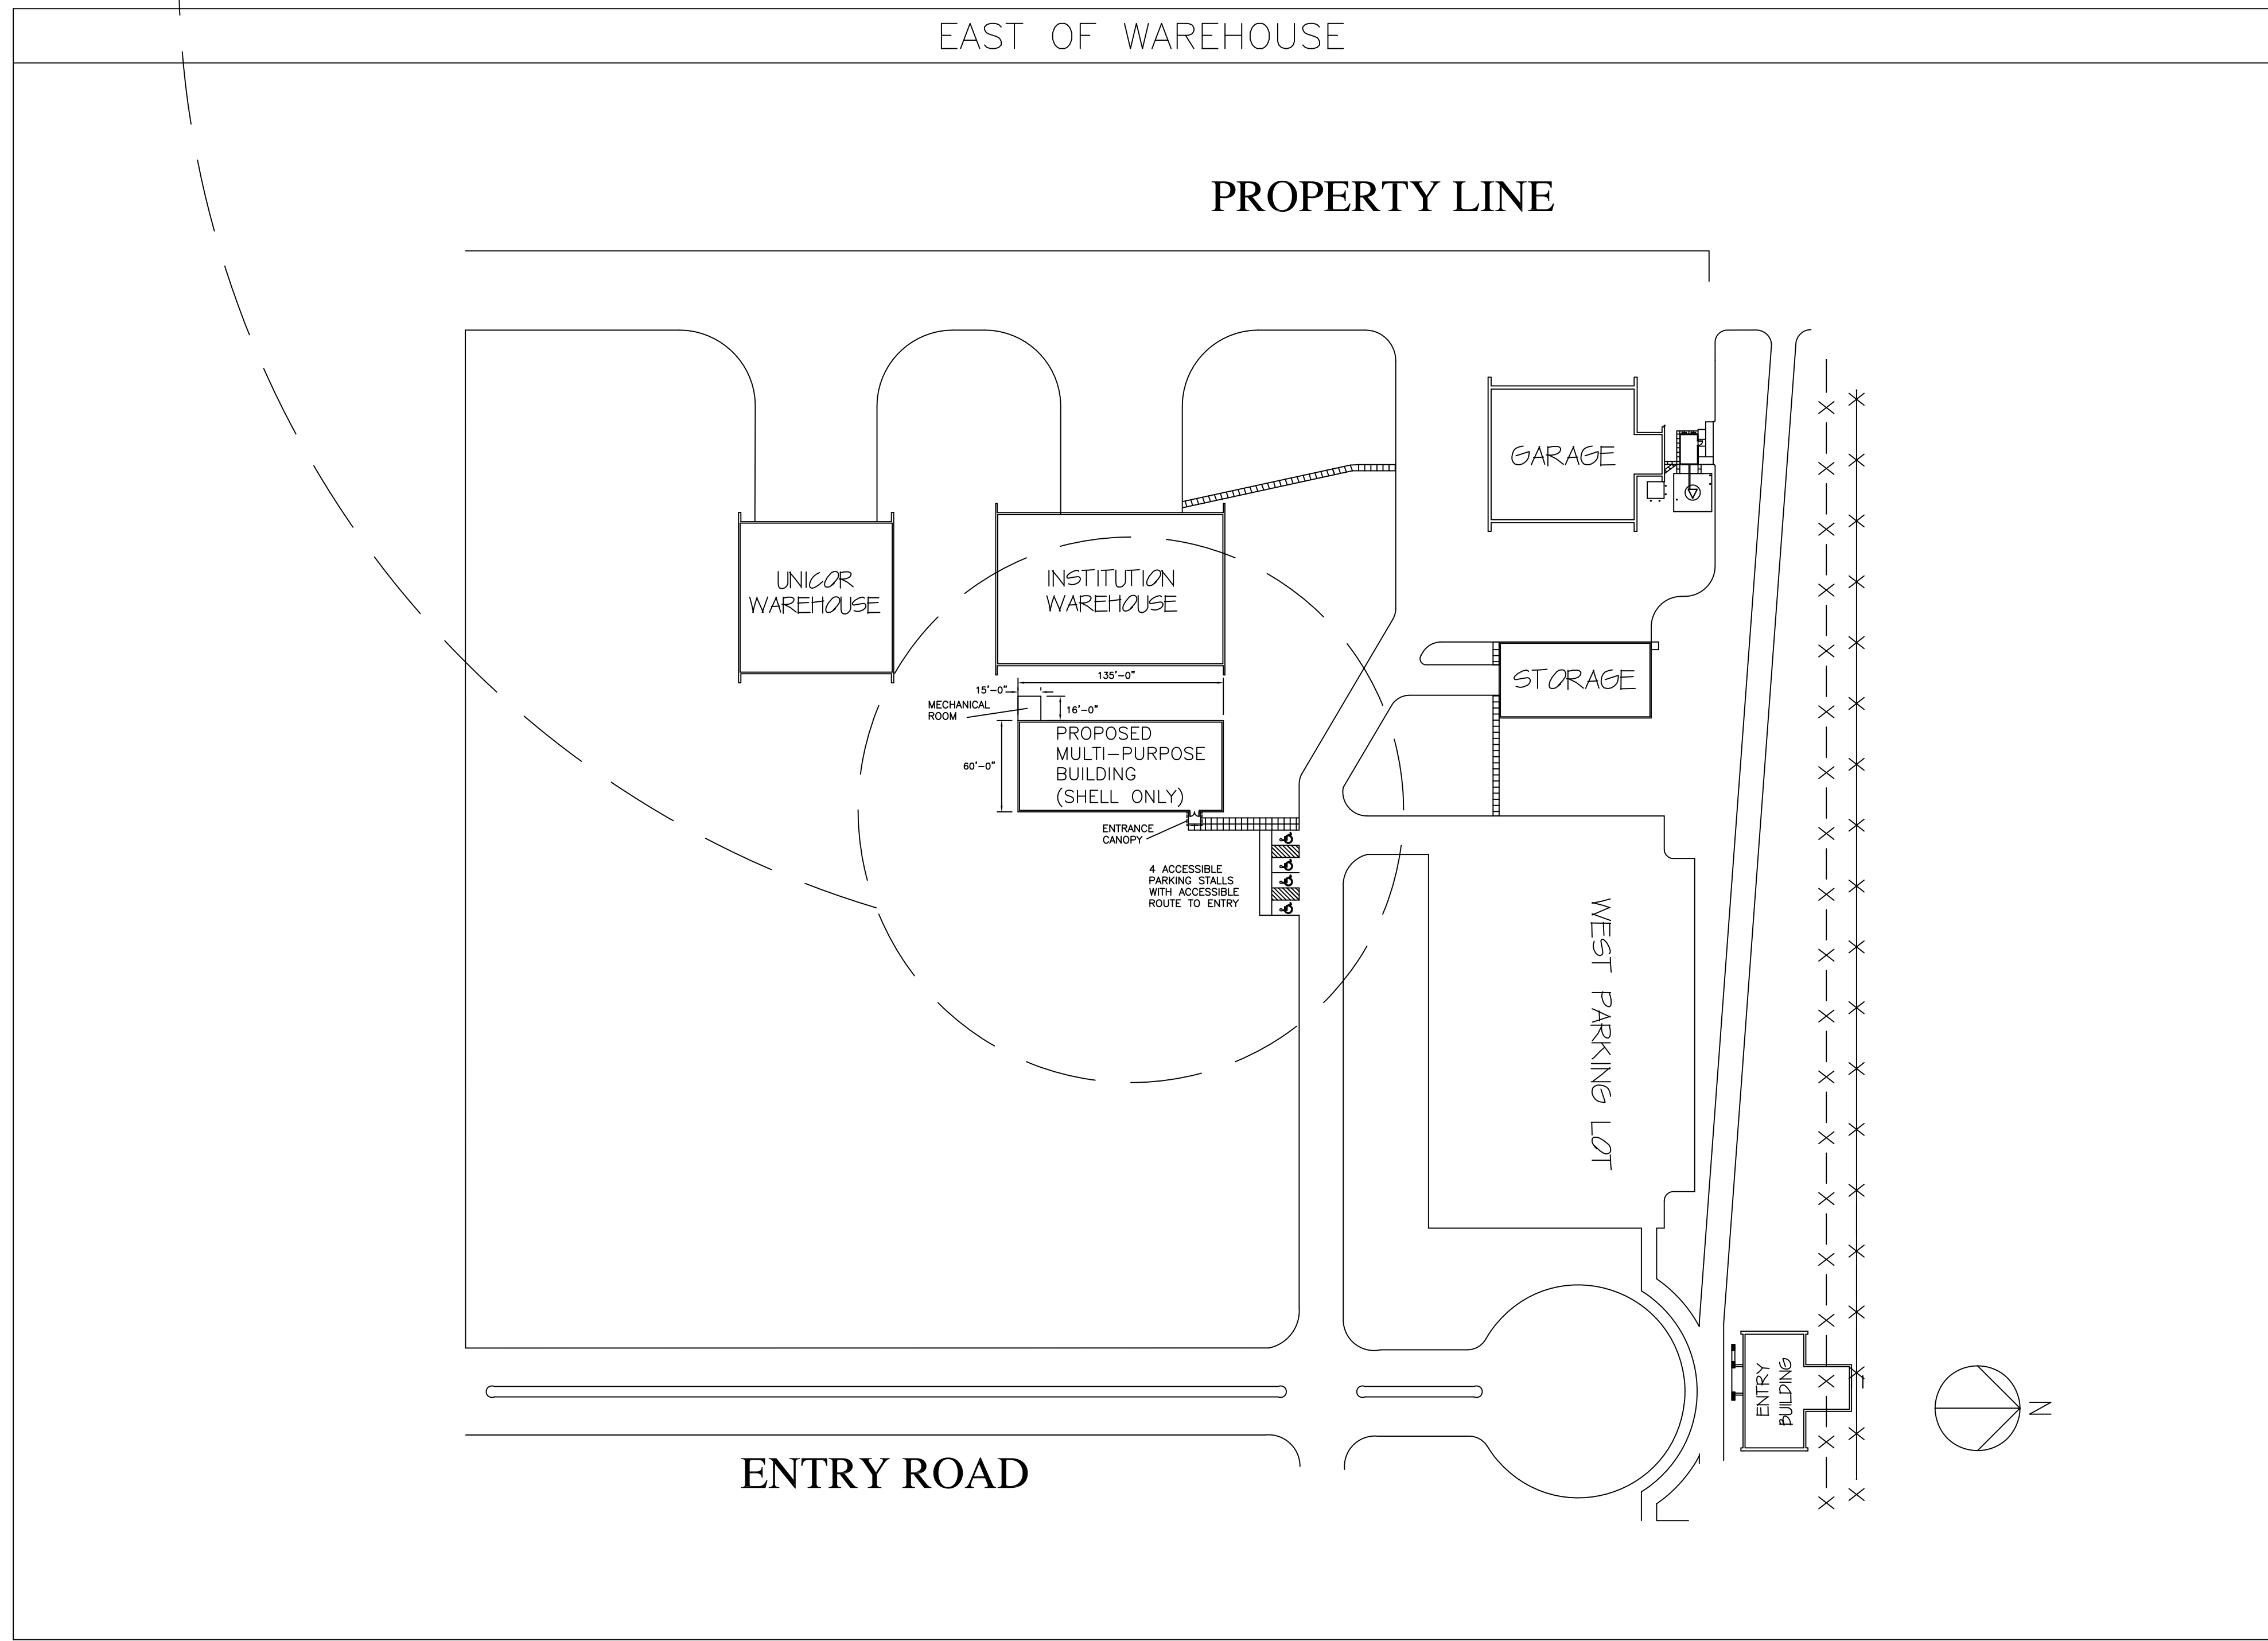 EAST OF WAREHOUSE
PROPERTY LINE
GARAGE
UNICOR
WAREHOUSE
INSTITUTION
WAREHOUSE
STORAGE
135'-0"
15'-0"
MECHANICAL
ROOM
16'-0"
60'-0"
PROPOSED
MULTI-PURPOSE
BUILDING
(SHELL ONLY)
ENTRANCE
CANOPY
4 ACCESSIBLE
PARKING STALLS
WITH ACCESSIBLE
ROUTE TO ENTRY
WEST PARKING LOT
ENTRY
BUILDING
N
ENTRY ROAD